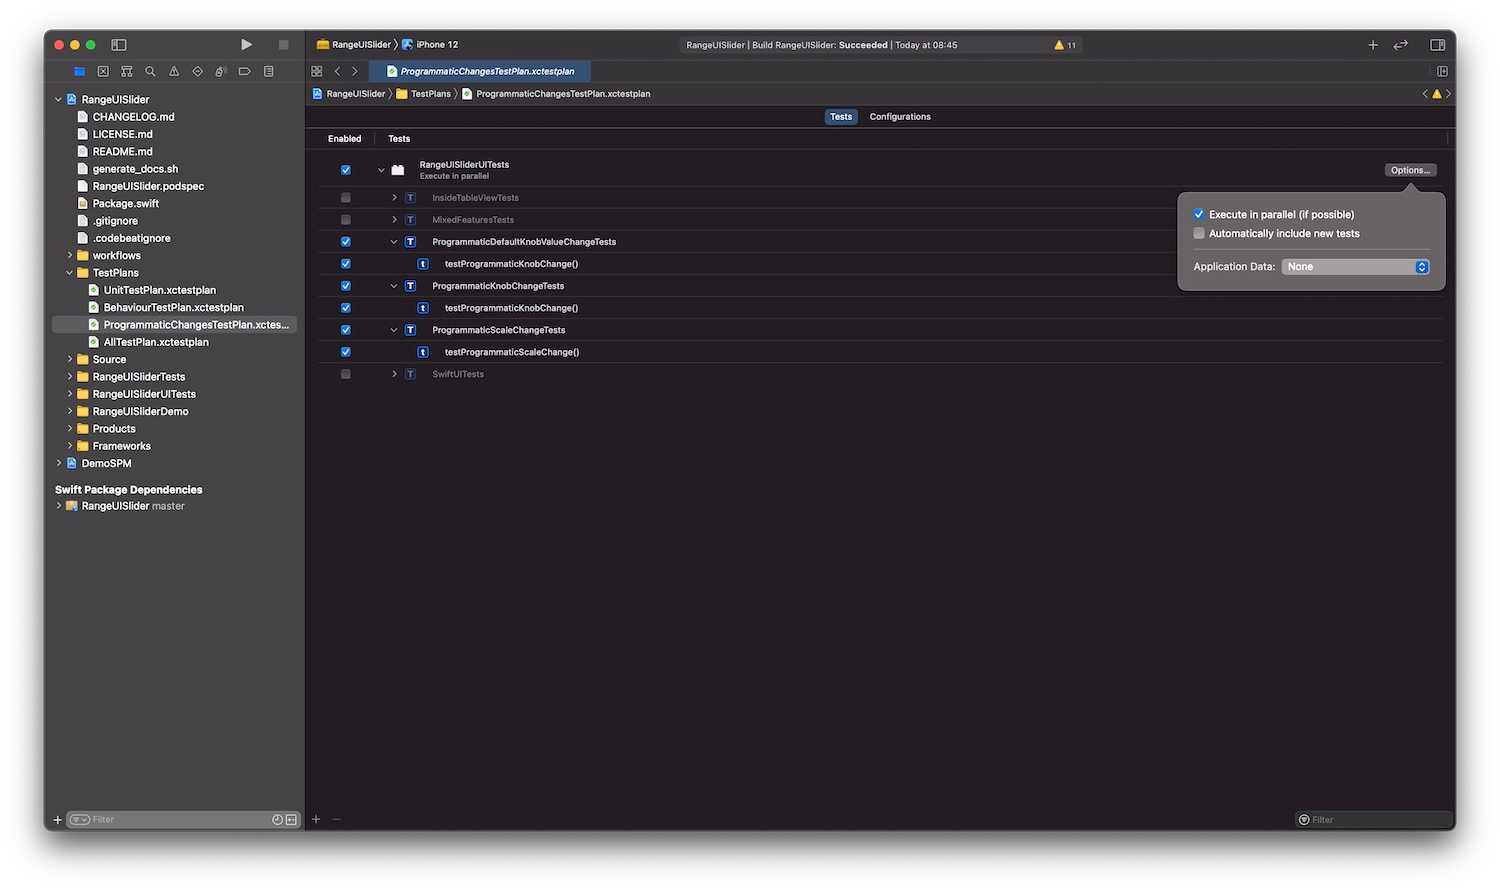 RangeUISlider
iPhone 12
RangeUISlider | Build RangeUISlider: Succeeded | Today at 08:45
11
ProgrammaticChangesTestPlan.xctestplan
RangeUISlider
TestPlans
ProgrammaticChangesTestPlan.xctestplan
Tests
Configurations
Enabled
Tests
RangeUISlider
CHANGELOG.md
LICENSE.md
README.md
generate_docs.sh
RangeUISlider.podspec
Package.swift
.gitignore
.codebeatignore
workflows
TestPlans
UnitTestPlan.xctestplan
BehaviourTestPlan.xctestplan
ProgrammaticChangesTestPlan.xctes...
AllTestPlan.xctestplan
Source
RangeUISliderTests
RangeUISliderUITests
RangeUISliderDemo
Products
Frameworks
DemoSPM
Swift Package Dependencies
RangeUISlider master
Filter
RangeUISliderUITests
Execute in parallel
Options...
T InsideTableViewTests
T MixedFeaturesTests
T ProgrammaticDefaultKnobValueChangeTests
t testProgrammaticKnobChange()
T ProgrammaticKnobChangeTests
t testProgrammaticKnobChange()
T ProgrammaticScaleChangeTests
t testProgrammaticScaleChange()
T SwiftUITests
Execute in parallel (if possible)
Automatically include new tests
Application Data: None
Filter